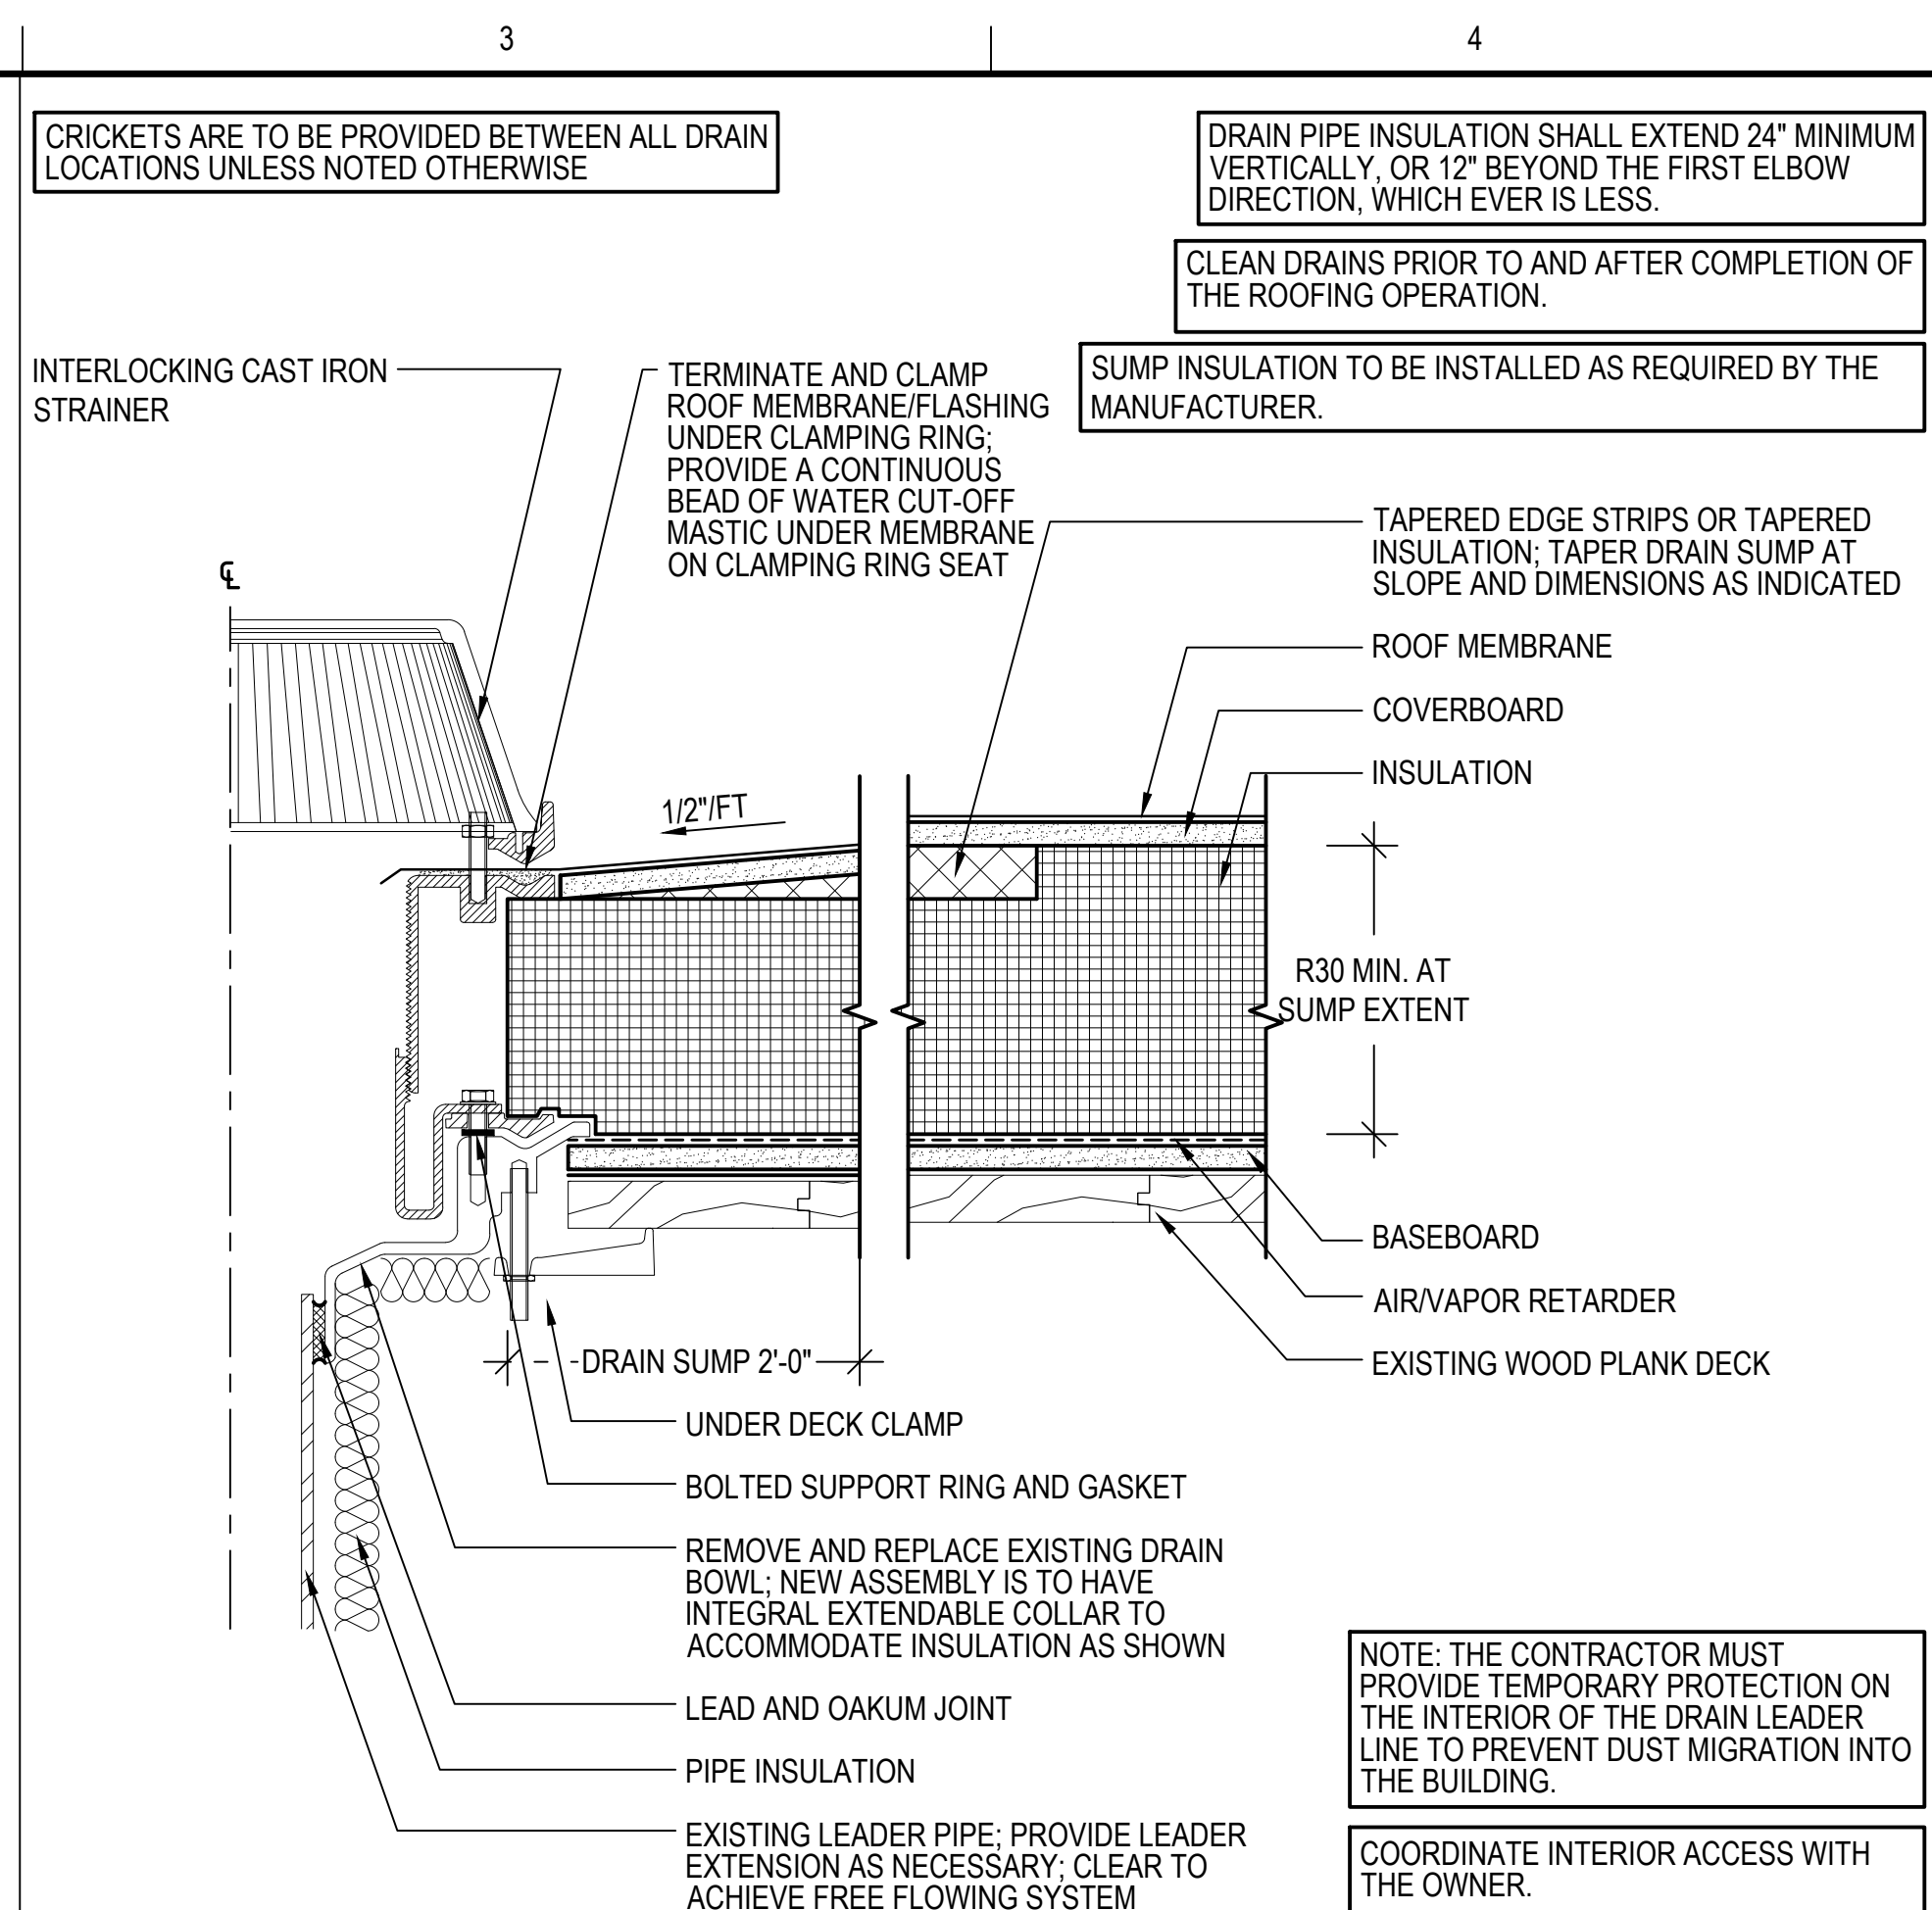 3
4
CRICKETS ARE TO BE PROVIDED BETWEEN ALL DRAIN
LOCATIONS UNLESS NOTED OTHERWISE
DRAIN PIPE INSULATION SHALL EXTEND 24" MINIMUM
VERTICALLY, OR 12" BEYOND THE FIRST ELBOW
DIRECTION, WHICH EVER IS LESS.
CLEAN DRAINS PRIOR TO AND AFTER COMPLETION OF
THE ROOFING OPERATION.
SUMP INSULATION TO BE INSTALLED AS REQUIRED BY THE
MANUFACTURER.
INTERLOCKING CAST IRON
STRAINER
TERMINATE AND CLAMP
ROOF MEMBRANE/FLASHING
UNDER CLAMPING RING;
PROVIDE A CONTINUOUS
BEAD OF WATER CUT-OFF
MASTIC UNDER MEMBRANE
ON CLAMPING RING SEAT
TAPERED EDGE STRIPS OR TAPERED
INSULATION; TAPER DRAIN SUMP AT
SLOPE AND DIMENSIONS AS INDICATED
℄
ROOF MEMBRANE
COVERBOARD
INSULATION
1/2"/FT
R30 MIN. AT
SUMP EXTENT
BASEBOARD
AIR/VAPOR RETARDER
EXISTING WOOD PLANK DECK
DRAIN SUMP 2'-0"
UNDER DECK CLAMP
BOLTED SUPPORT RING AND GASKET
REMOVE AND REPLACE EXISTING DRAIN
BOWL; NEW ASSEMBLY IS TO HAVE
INTEGRAL EXTENDABLE COLLAR TO
ACCOMMODATE INSULATION AS SHOWN
LEAD AND OAKUM JOINT
PIPE INSULATION
EXISTING LEADER PIPE; PROVIDE LEADER
EXTENSION AS NECESSARY; CLEAR TO
ACHIEVE FREE FLOWING SYSTEM
NOTE: THE CONTRACTOR MUST
PROVIDE TEMPORARY PROTECTION ON
THE INTERIOR OF THE DRAIN LEADER
LINE TO PREVENT DUST MIGRATION INTO
THE BUILDING.
COORDINATE INTERIOR ACCESS WITH
THE OWNER.